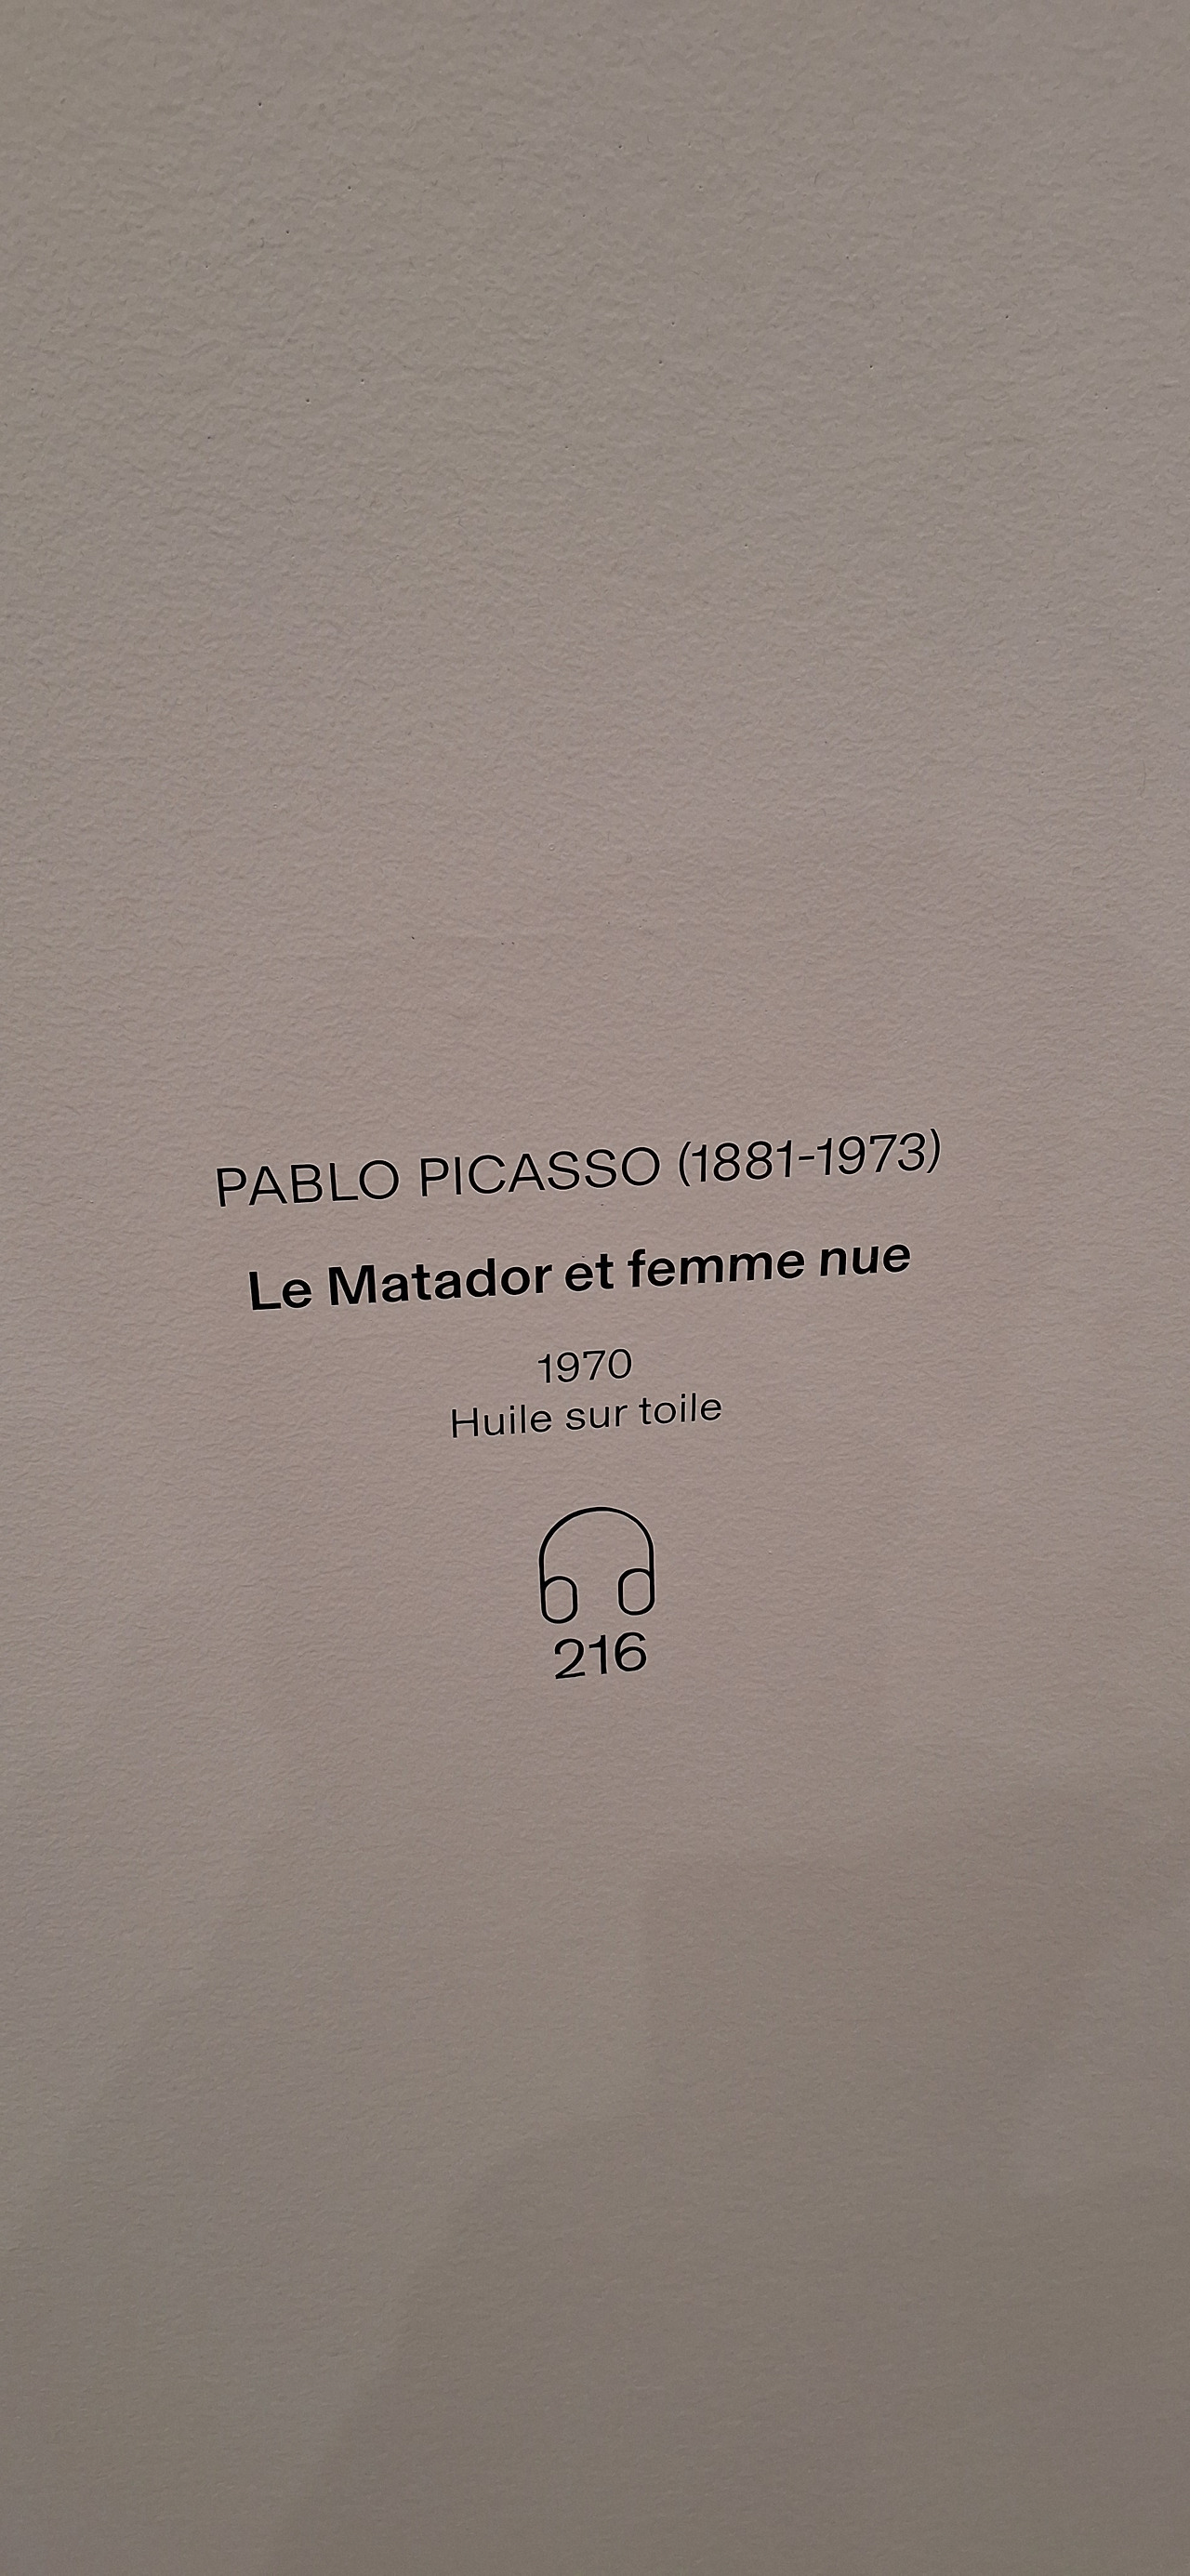 PABLO PICASSO (1881-1973)
Le Matador et femme nue
1970
Huile sur toile
216